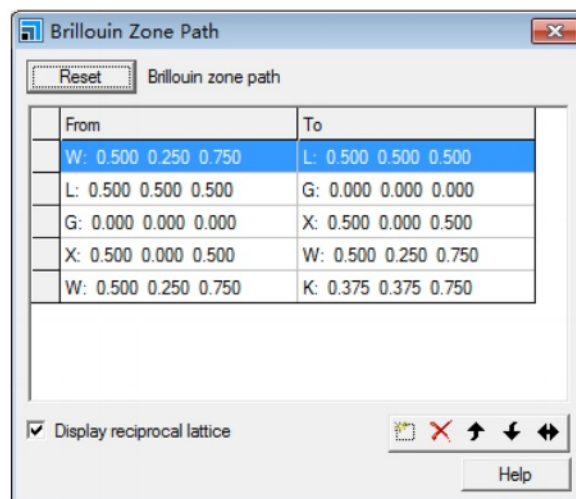 Brillouin Zone Path
Reset Brillouin zone path
From To
W: 0.500 0.250 0.750 L: 0.500 0.500 0.500
L: 0.500 0.500 0.500 G: 0.000 0.000 0.000
G: 0.000 0.000 0.000 X: 0.500 0.000 0.500
X: 0.500 0.000 0.500 W: 0.500 0.250 0.750
W: 0.500 0.250 0.750 K: 0.375 0.375 0.750
Display reciprocal lattice
Help